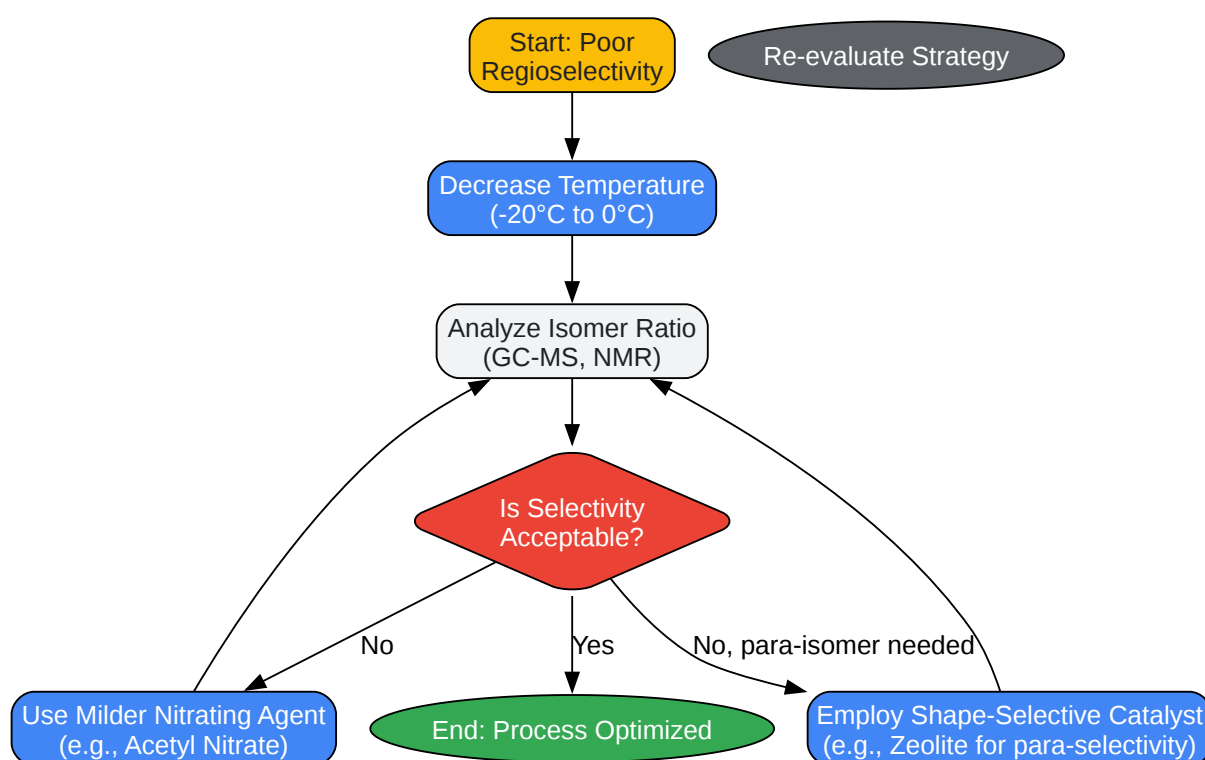 Start: Poor
Regioselectivity
Re-evaluate Strategy
Decrease Temperature
(-20°C to 0°C)
Analyze Isomer Ratio
(GC-MS, NMR)
Is Selectivity
Acceptable?
No
Yes
No, para-isomer needed
Use Milder Nitrating Agent
(e.g., Acetyl Nitrate)
End: Process Optimized
Employ Shape-Selective Catalyst
(e.g., Zeolite for para-selectivity)